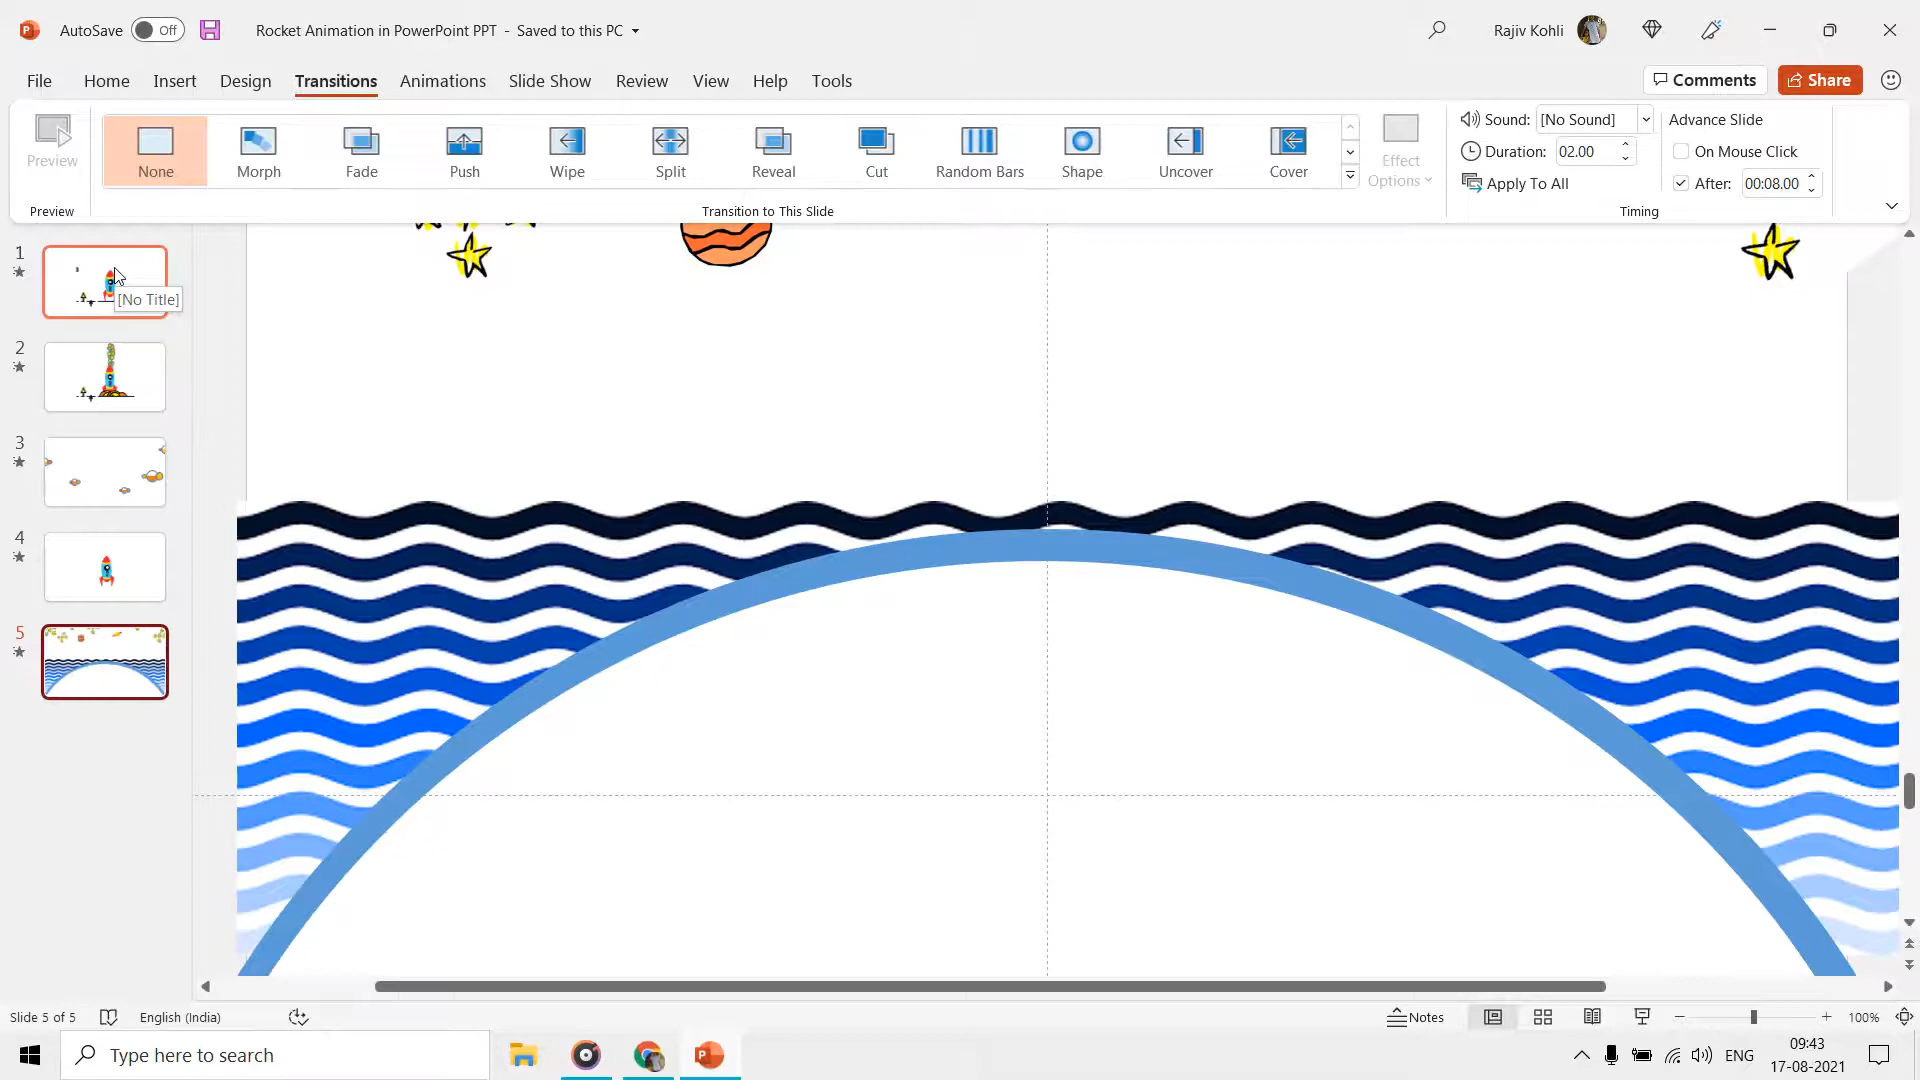 AutoSave Off Rocket Animation in PowerPoint PPT - Saved to this PC Rajiv Kohli
File Home Insert Design Transitions Animations Slide Show Review View Help Tools Comments Share
Preview None Morph Fade Push Wipe Split Reveal Cut Random Bars Shape Uncover Cover Effect Options
Sound: [No Sound] Advance Slide
Duration: 02.00 On Mouse Click
Apply To All After: 00:08.00
Preview Transition to This Slide Timing
1
[No Title]
2
3
4
5
Slide 5 of 5 English (India) Notes 100%
Type here to search ENG 09:43
17-08-2021